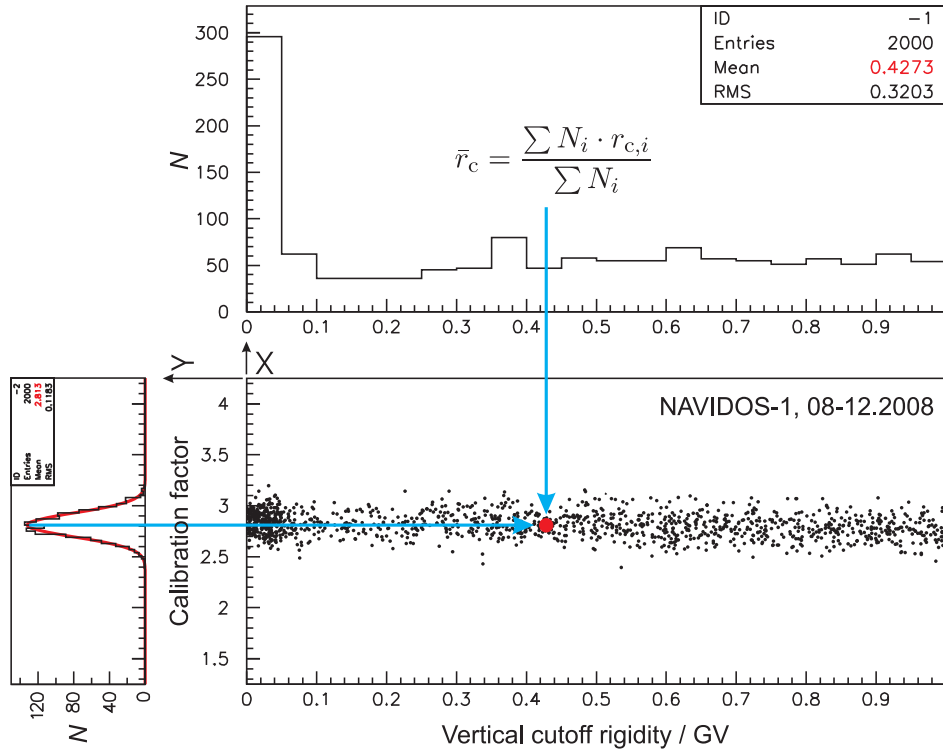 ID -1
Entries 2000
Mean 0.4273
RMS 0.3203
300
250
200
150
100
50
0
N
r̄c = ∑ Ni · rc,i / ∑ Ni
0 0.1 0.2 0.3 0.4 0.5 0.6 0.7 0.8 0.9
Y X
ID -2
Entries 2000
Mean 2.813
RMS 0.1183
120 80 40 0
N
NAVIDOS-1, 08-12.2008
4
3.5
3
2.5
2
1.5
Calibration factor
0 0.1 0.2 0.3 0.4 0.5 0.6 0.7 0.8 0.9
Vertical cutoff rigidity / GV